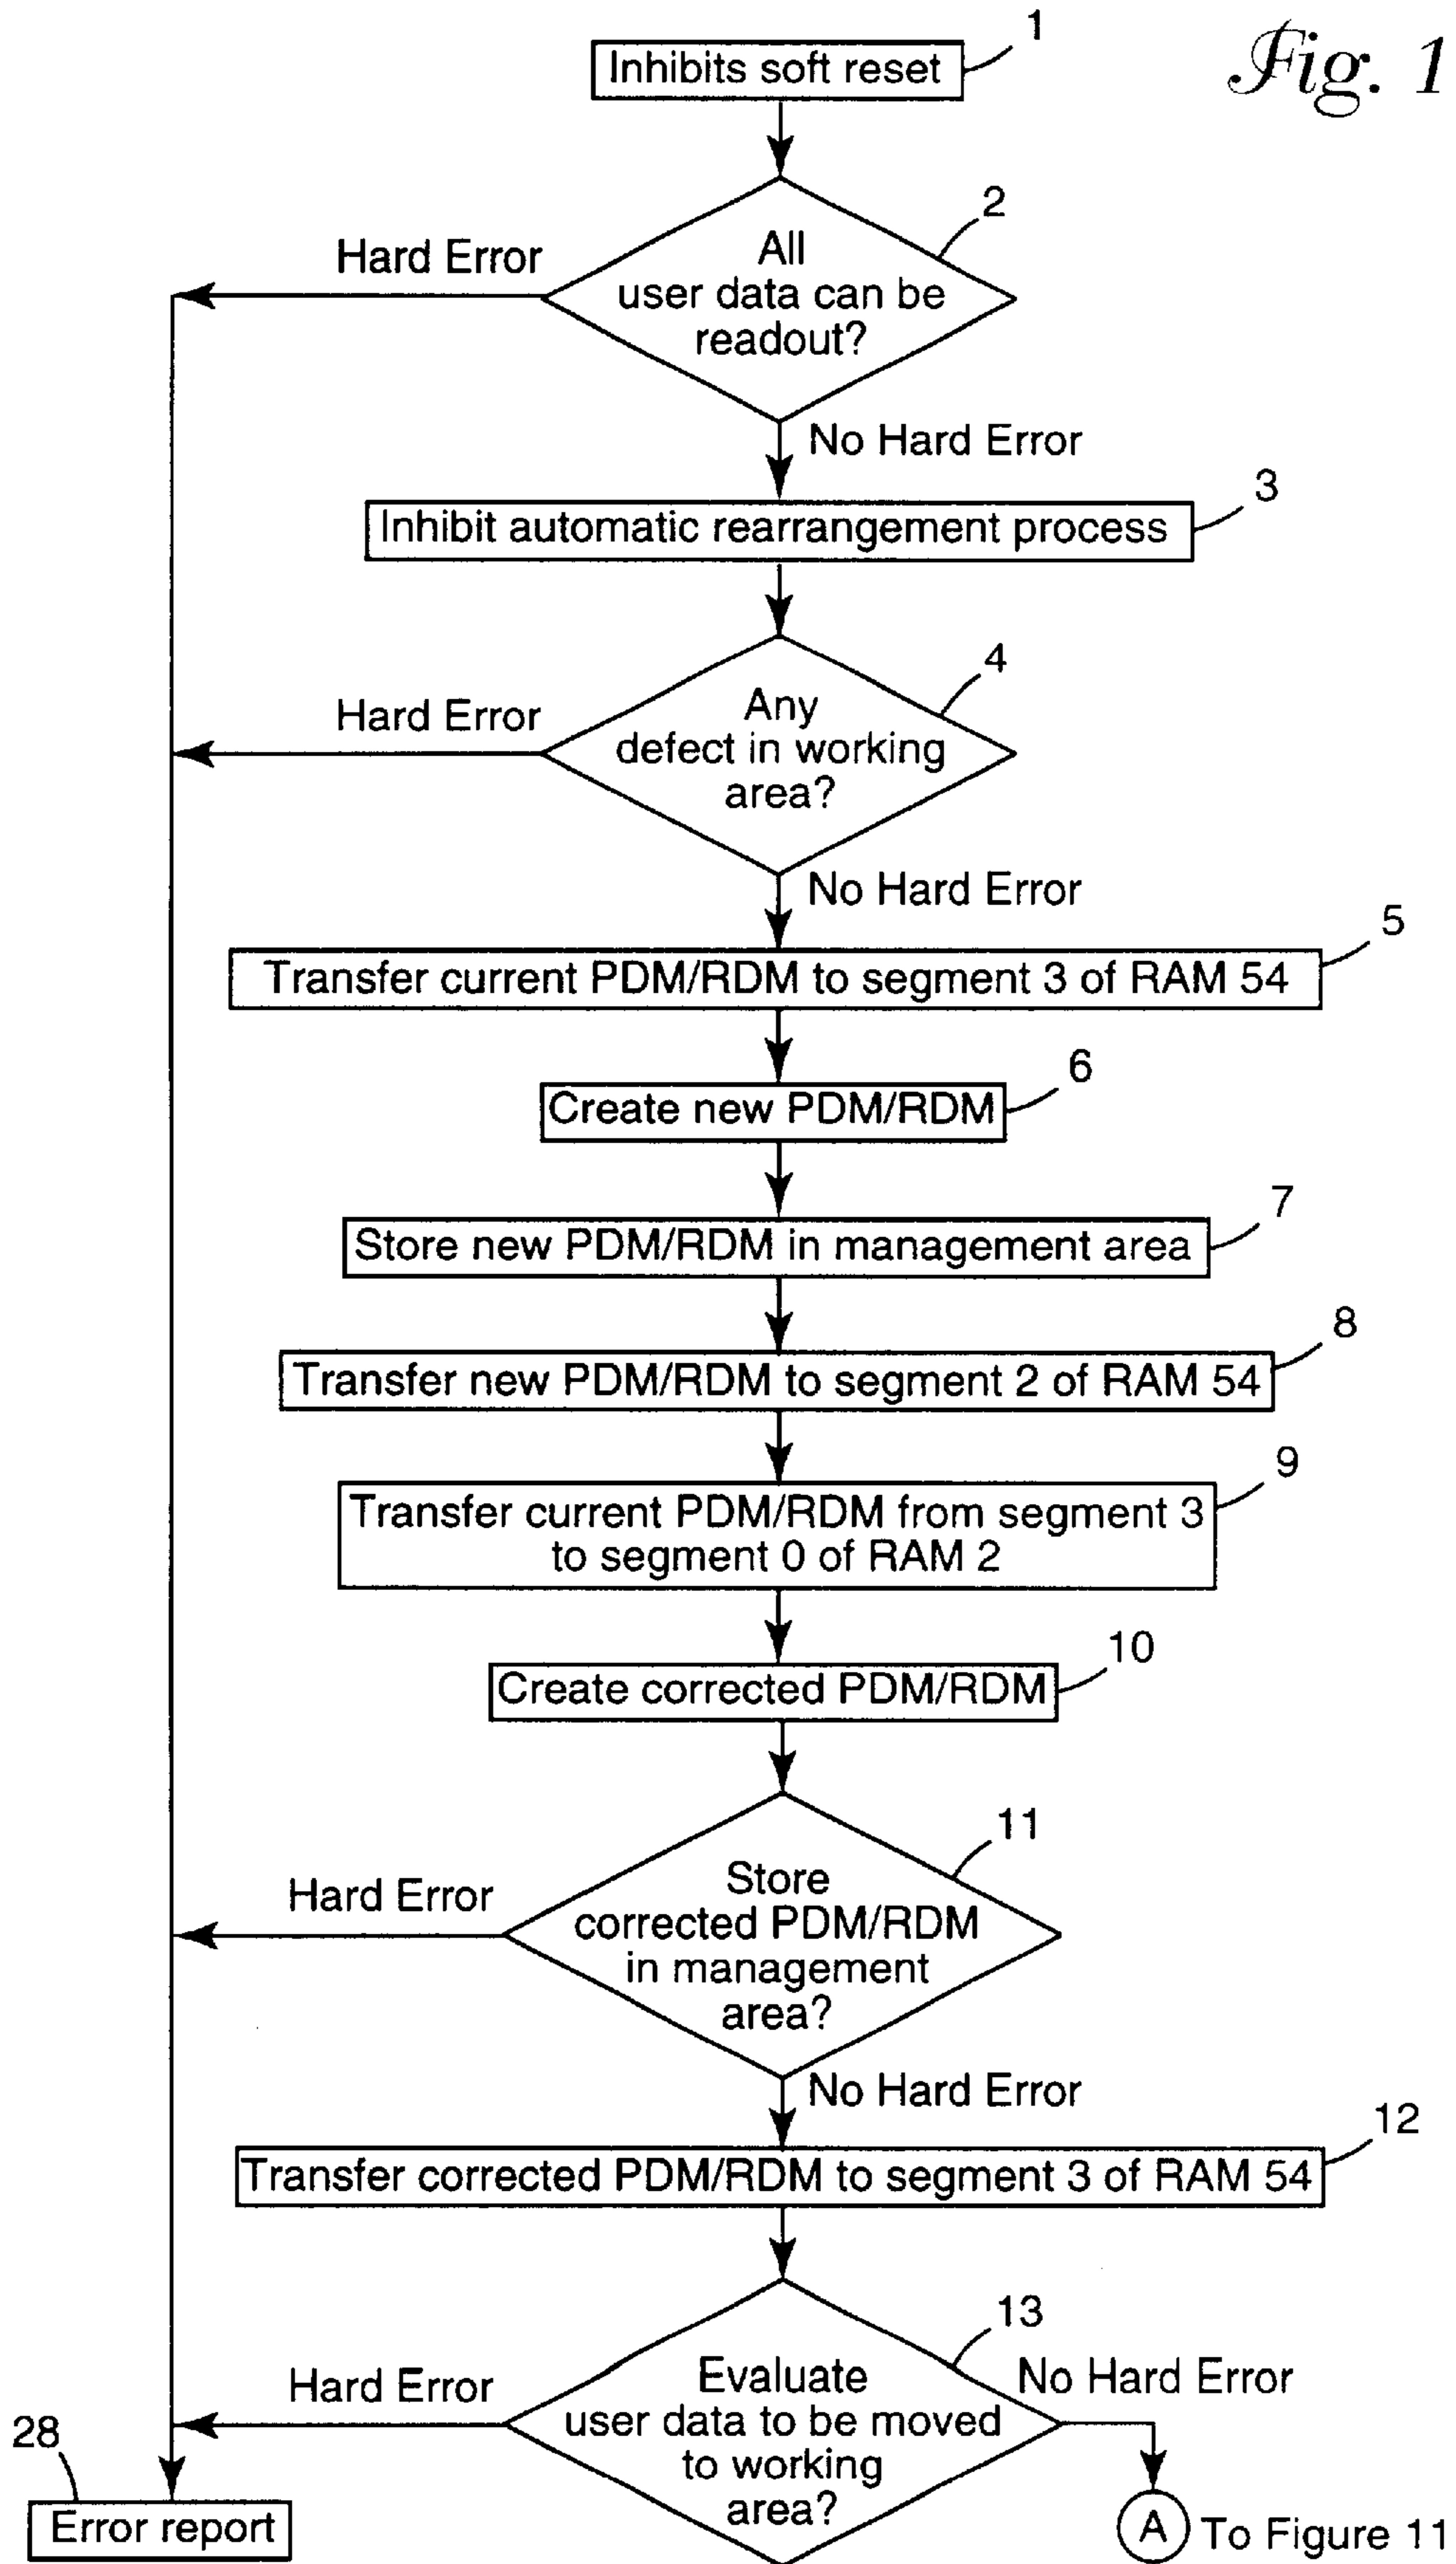 Fig. 1
Inhibits soft reset
1
All
user data can be
readout?
2
Hard Error
No Hard Error
Inhibit automatic rearrangement process
3
Any
defect in working
area?
4
Hard Error
No Hard Error
Transfer current PDM/RDM to segment 3 of RAM 54
5
Create new PDM/RDM
6
Store new PDM/RDM in management area
7
Transfer new PDM/RDM to segment 2 of RAM 54
8
Transfer current PDM/RDM from segment 3
to segment 0 of RAM 2
9
Create corrected PDM/RDM
10
Store
corrected PDM/RDM
in management
area?
11
Hard Error
No Hard Error
Transfer corrected PDM/RDM to segment 3 of RAM 54
12
Evaluate
user data to be moved
to working
area?
13
Hard Error
No Hard Error
28
Error report
A To Figure 11